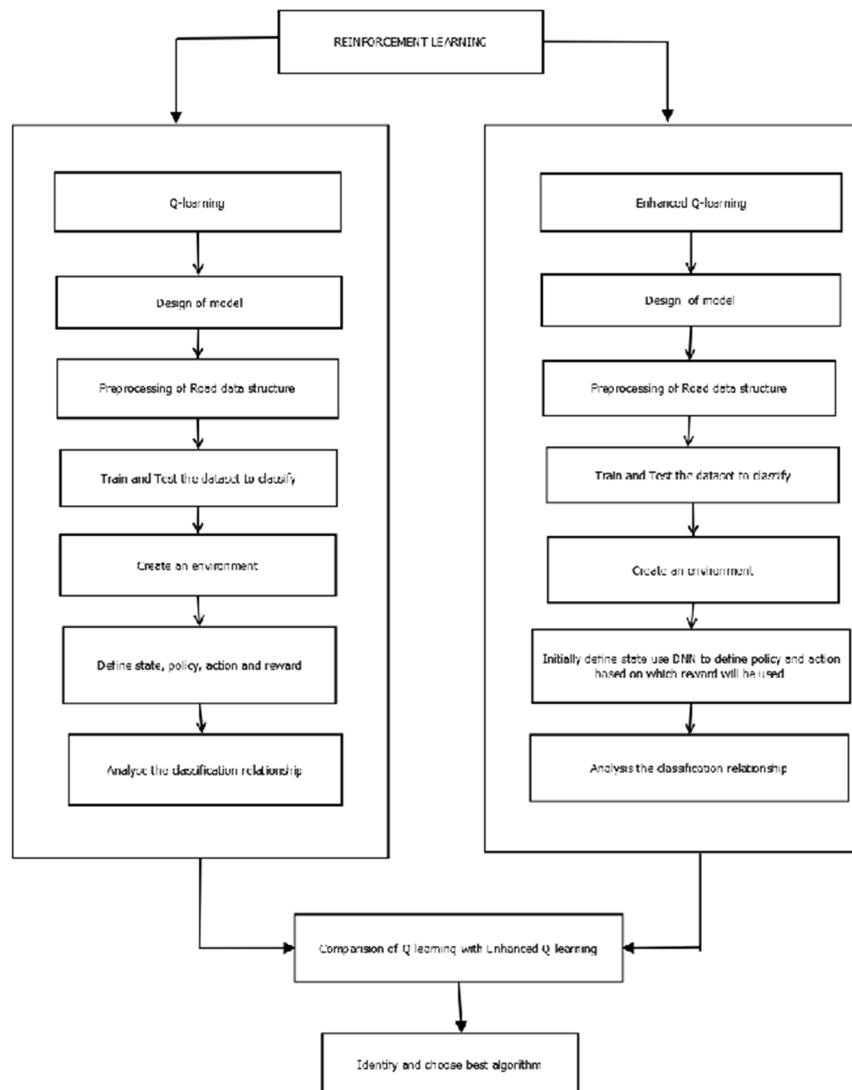 REINFORCEMENT LEARNING
Q-learning
Design of model
Preprocessing of Road data structure
Train and Test the dataset to classify
Create an environment
Define state, policy, action and reward
Analyse the classification relationship
Enhanced Q-learning
Design of model
Preprocessing of Road data structure
Train and Test the dataset to classify
Create an environment
Initially define state use DNN to define policy and action
based on which reward will be used
Analysis the classification relationship
Comparision of Q learning with Enhanced Q learning
Identity and choose best algorithm